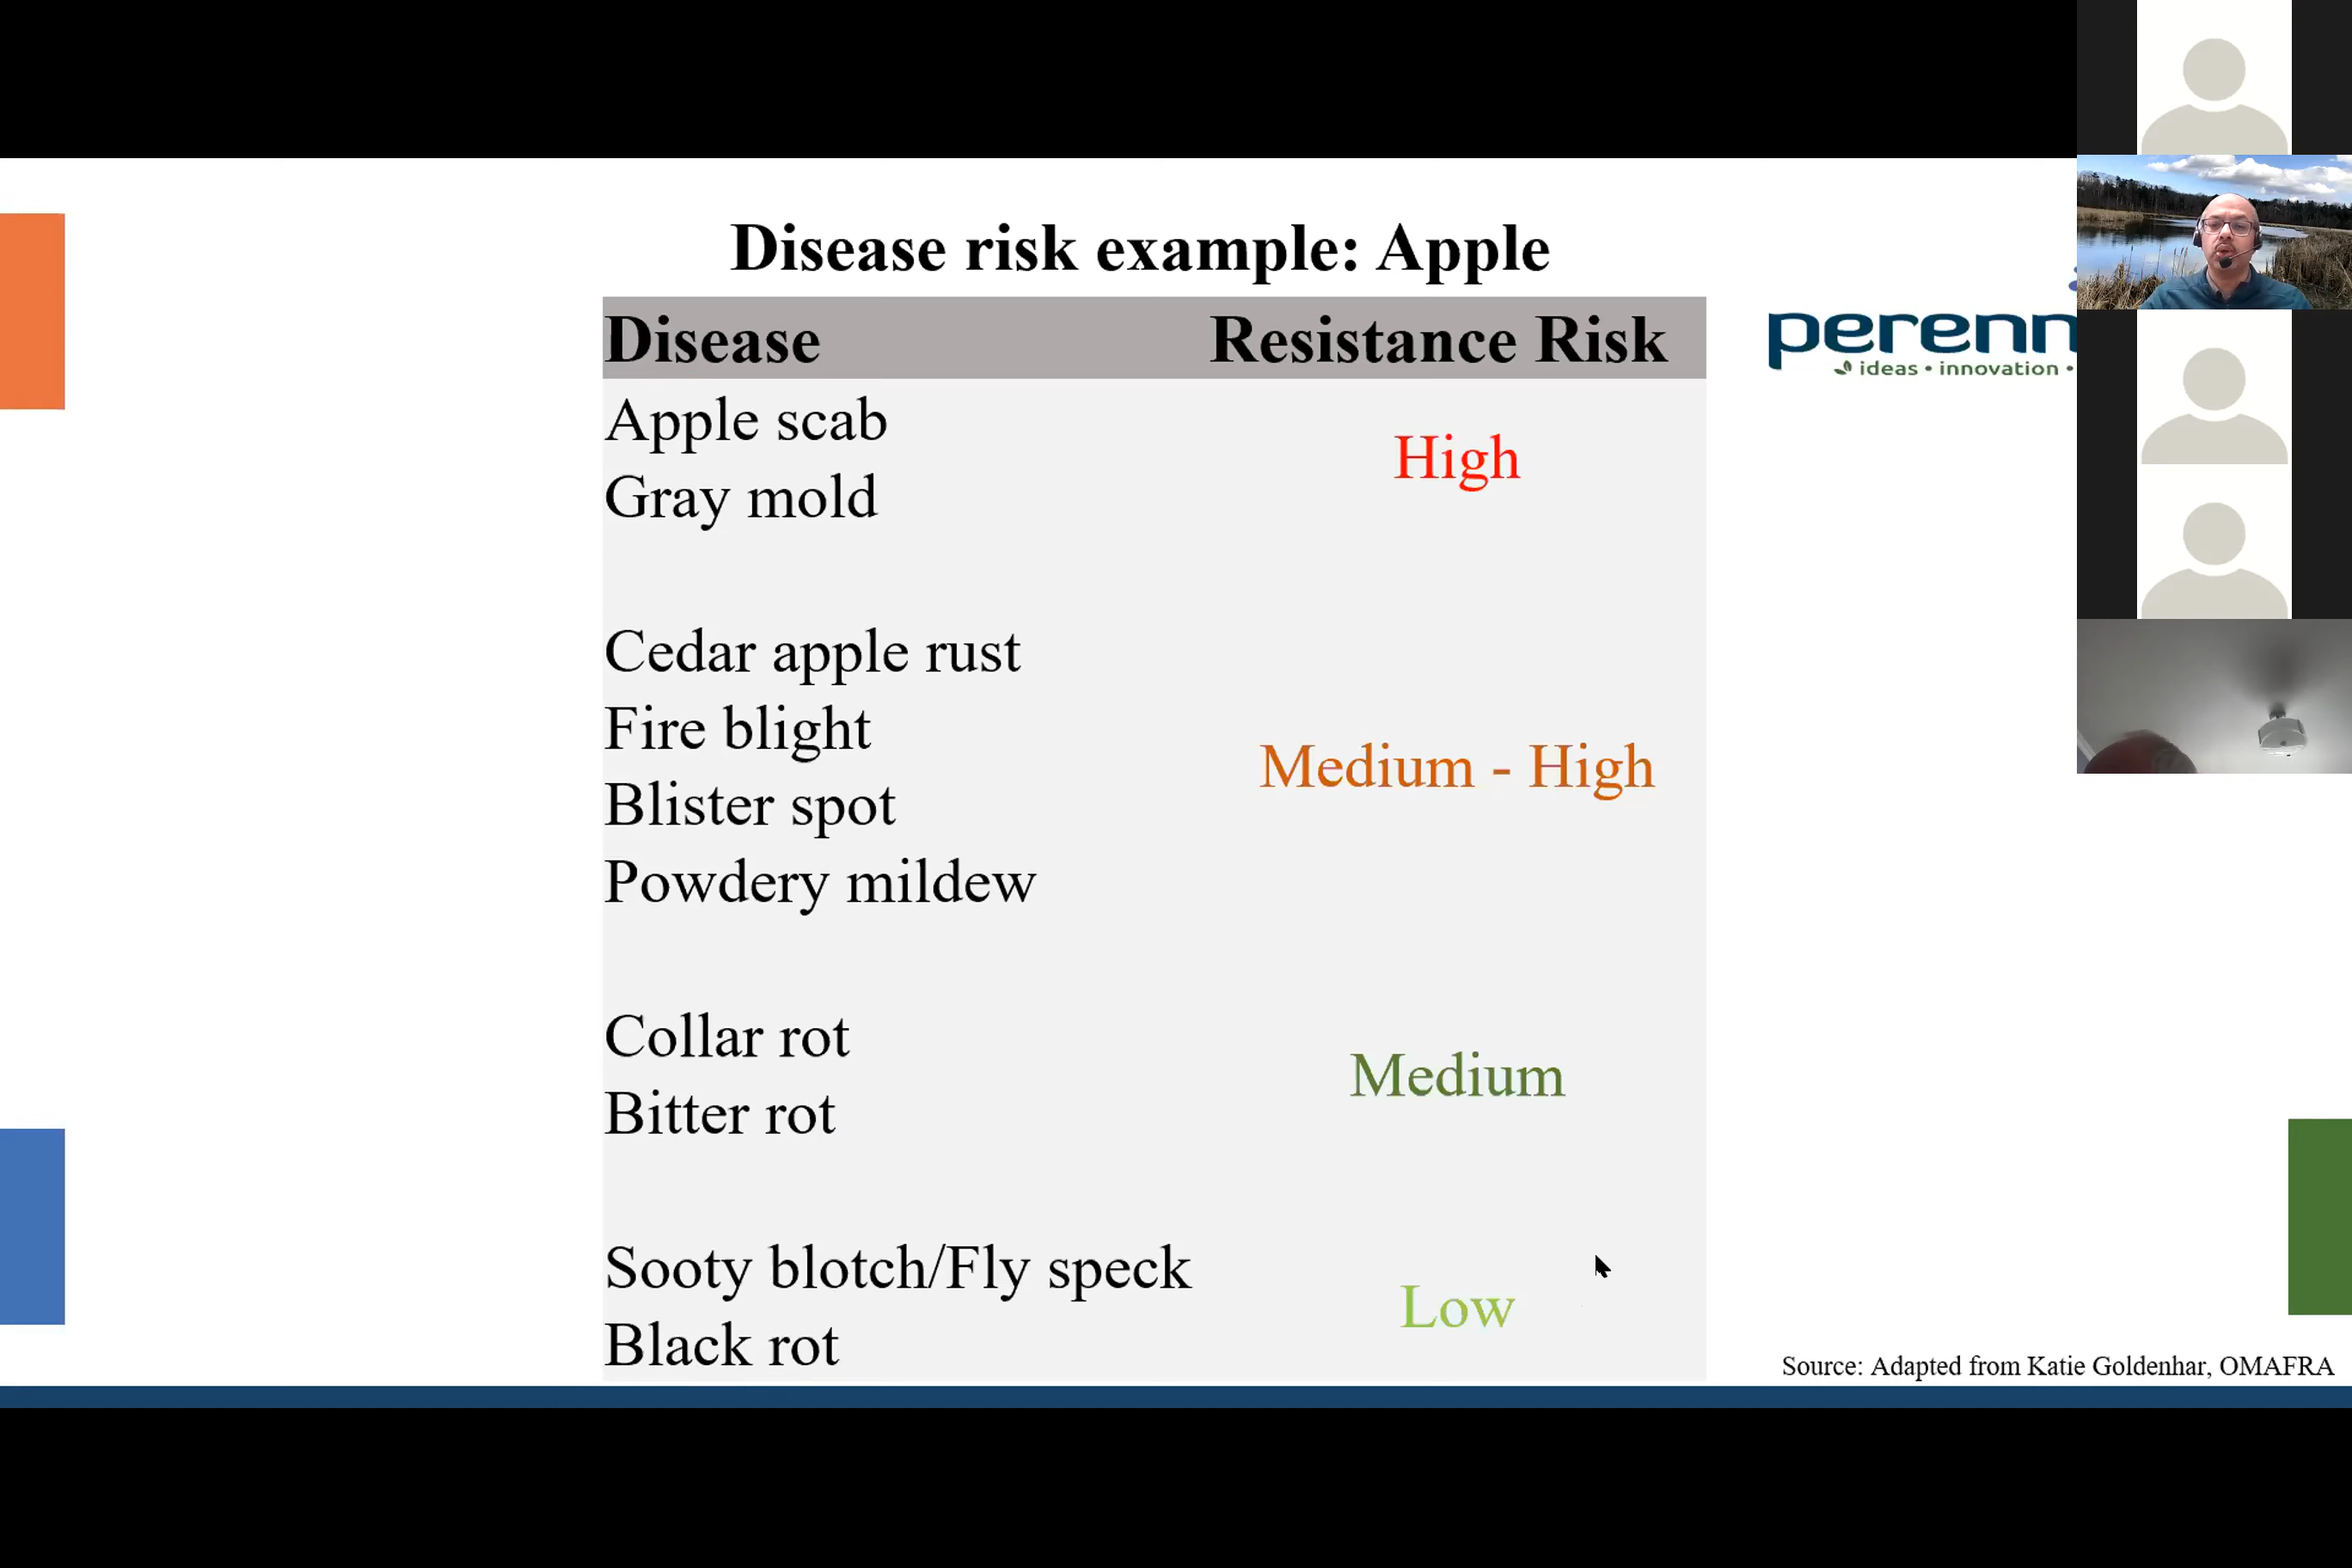 Disease risk example: Apple
Disease Resistance Risk
Apple scab
Gray mold
High
Cedar apple rust
Fire blight
Blister spot
Powdery mildew
Medium - High
Collar rot
Bitter rot
Medium
Sooty blotch/Fly speck
Black rot
Low
perenn
ideas • innovation •
Source: Adapted from Katie Goldenhar, OMAFRA